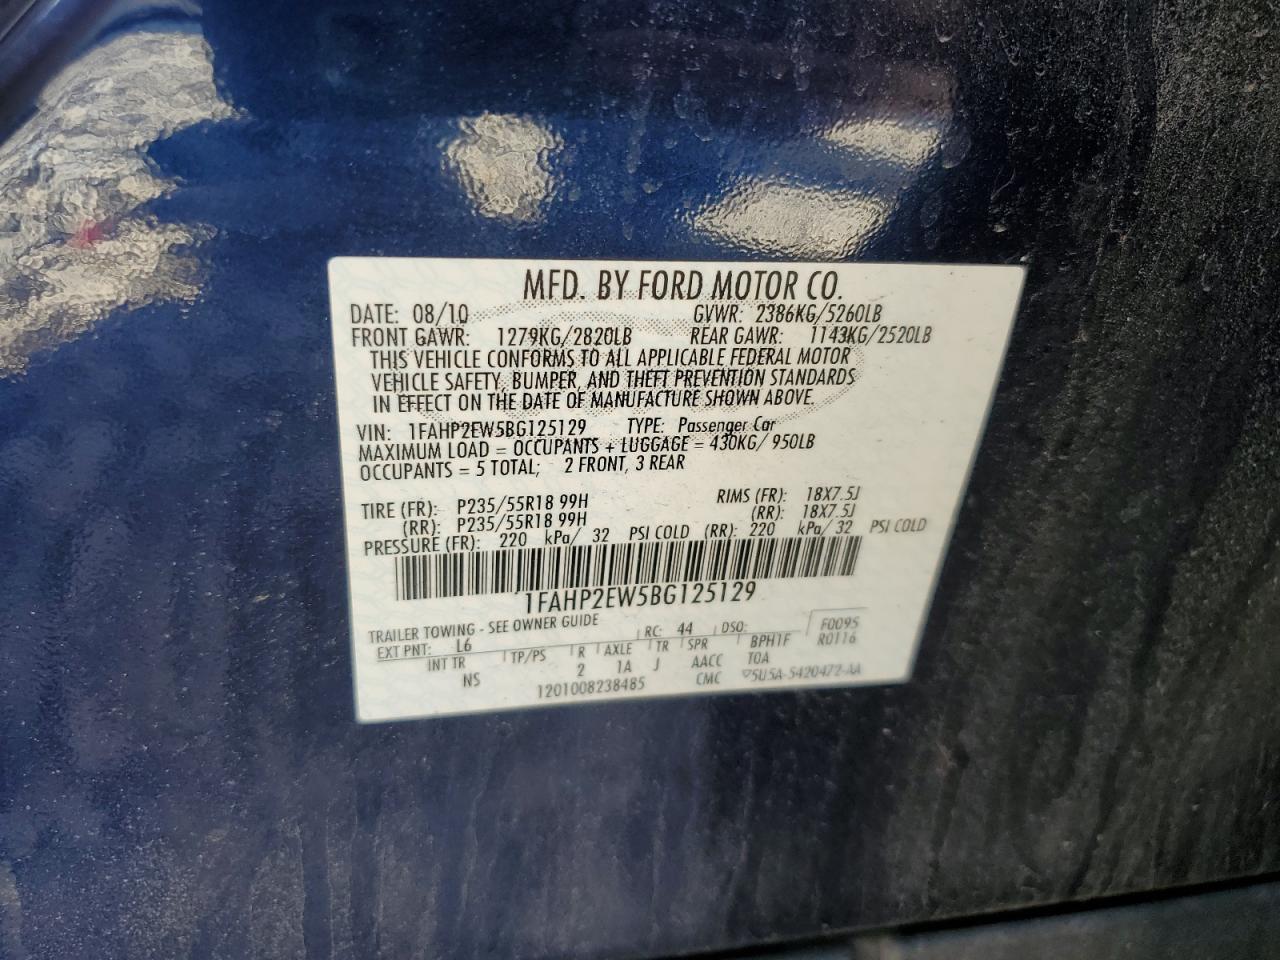 MFD. BY FORD MOTOR CO.
DATE: 08/10 GVWR: 2386KG/5260LB
FRONT GAWR: 1279KG/2820LB REAR GAWR: 1143KG/2520LB
THIS VEHICLE CONFORMS TO ALL APPLICABLE FEDERAL MOTOR
VEHICLE SAFETY, BUMPER, AND THEFT PREVENTION STANDARDS
IN EFFECT ON THE DATE OF MANUFACTURE SHOWN ABOVE.
VIN: 1FAHP2EW5BG125129 TYPE: Passenger Car
MAXIMUM LOAD = OCCUPANTS + LUGGAGE = 430KG/ 950LB
OCCUPANTS = 5 TOTAL; 2 FRONT, 3 REAR
TIRE (FR): P235/55R18 99H RIMS (FR): 18X7.5J
(RR): P235/55R18 99H (RR): 18X7.5J
PRESSURE (FR): 220 kPa/ 32 PSI COLD (RR): 220 kPa/ 32 PSI COLD
1FAHP2EW5BG125129
TRAILER TOWING - SEE OWNER GUIDE
EXT PNT: L6 RC: 44 DSO: F0095
INT TR TP/PS R AXLE TR SPR BPH1F R0116
NS 2 1A J AACC TOA
1201008238485 CMC 5U5A-5420472-AA